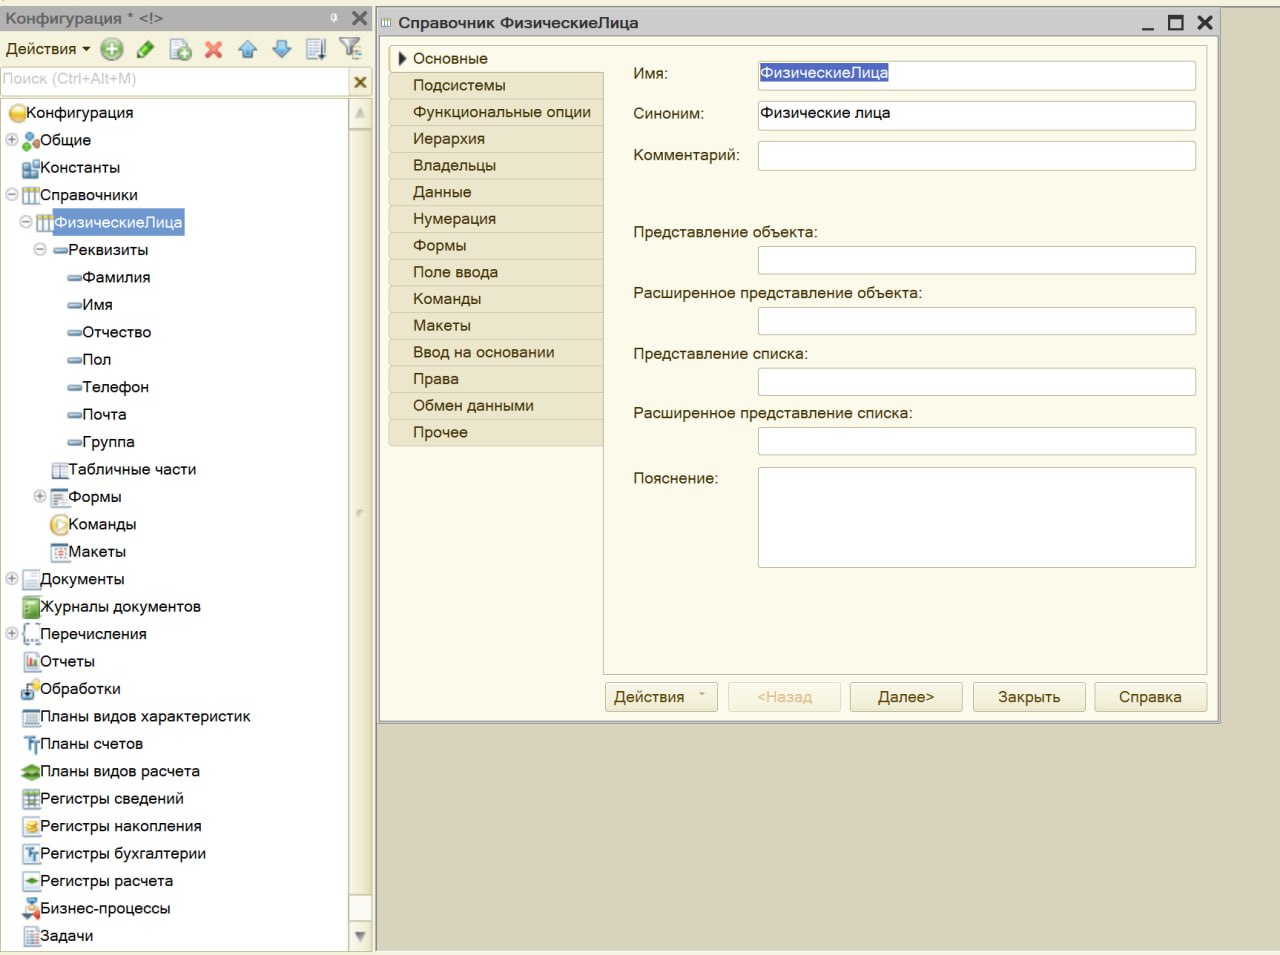 Конфигурация * <!>
Действия
Поиск (Ctrl+Alt+M)
Конфигурация
Общие
Константы
Справочники
ФизическиеЛица
Реквизиты
Фамилия
Имя
Отчество
Пол
Телефон
Почта
Группа
Табличные части
Формы
Команды
Макеты
Документы
Журналы документов
Перечисления
Отчеты
Обработки
Планы видов характеристик
Планы счетов
Планы видов расчета
Регистры сведений
Регистры накопления
Регистры бухгалтерии
Регистры расчета
Бизнес-процессы
Задачи
Справочник ФизическиеЛица
Основные
Подсистемы
Функциональные опции
Иерархия
Владельцы
Данные
Нумерация
Формы
Поле ввода
Команды
Макеты
Ввод на основании
Права
Обмен данными
Прочее
Имя: ФизическиеЛица
Синоним: Физические лица
Комментарий:
Представление объекта:
Расширенное представление объекта:
Представление списка:
Расширенное представление списка:
Пояснение:
Действия <Назад Далее> Закрыть Справка